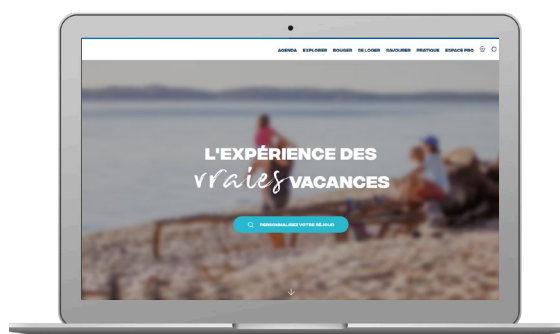 AGENDA EXPLORER BOUGER SE LOGER SAVOURER PRATIQUE ESPACE PRO
L'EXPÉRIENCE DES
vraies VACANCES
PERSONNALISEZ VOTRE SÉJOUR